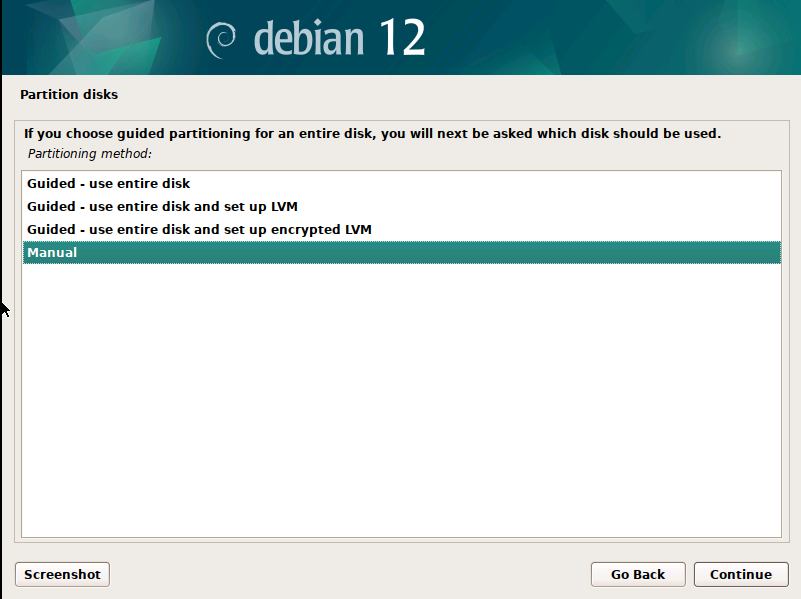 debian 12
Partition disks
If you choose guided partitioning for an entire disk, you will next be asked which disk should be used.
Partitioning method:
Guided - use entire disk
Guided - use entire disk and set up LVM
Guided - use entire disk and set up encrypted LVM
Manual
Screenshot
Go Back
Continue